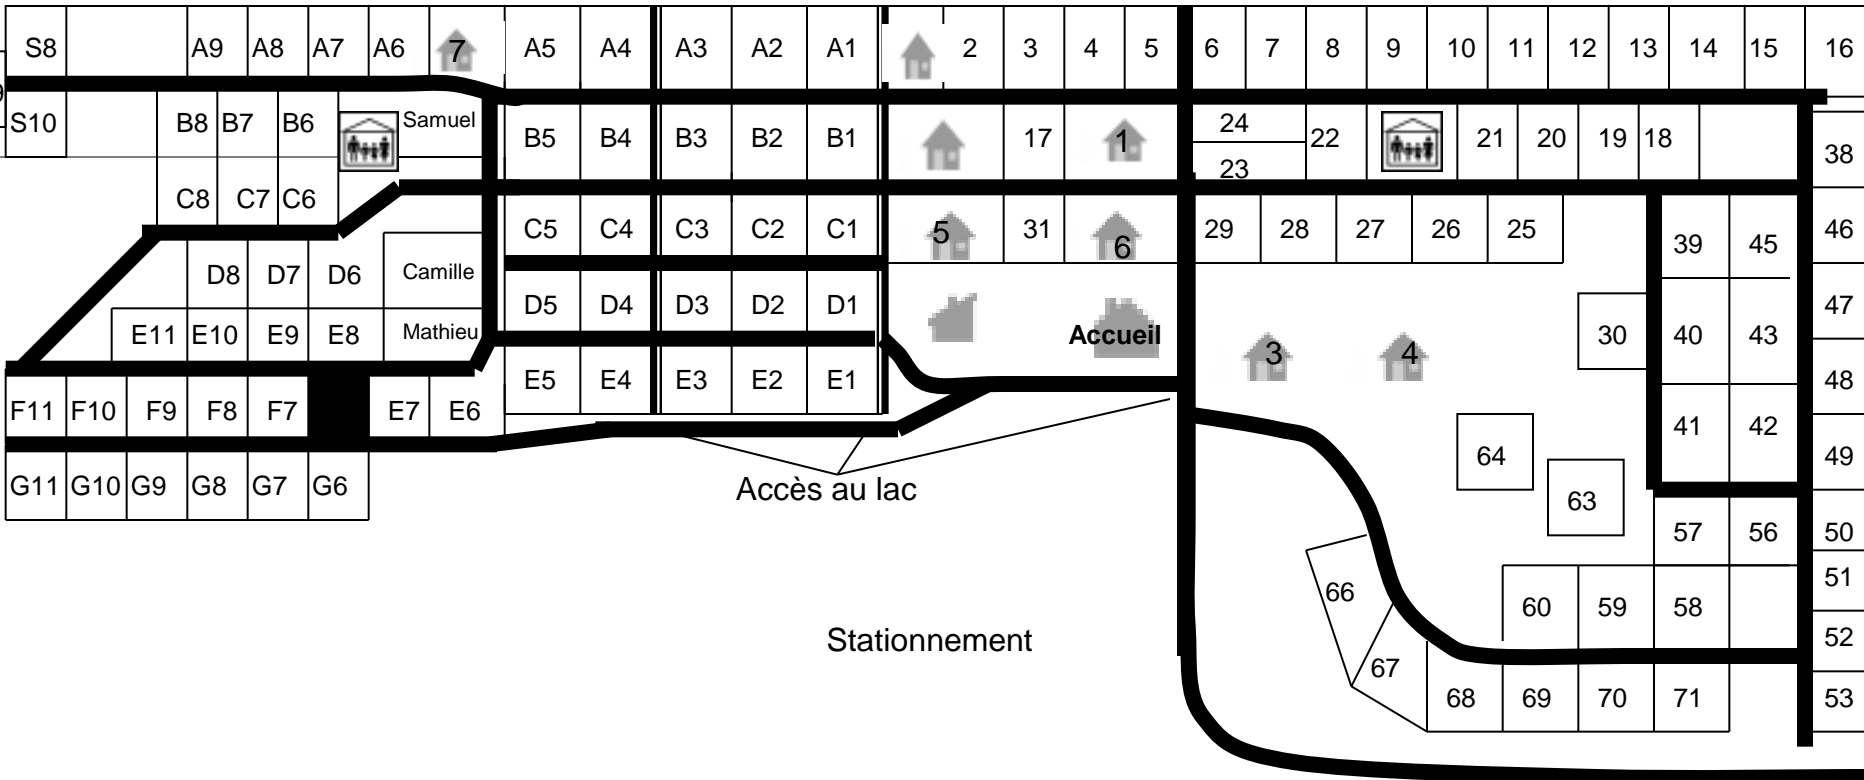 S8 A9 A8 A7 A6 7 A5 A4 A3 A2 A1 2 3 4 5 6 7 8 9 10 11 12 13 14 15 16
9
S10 B8 B7 B6 Samuel B5 B4 B3 B2 B1 17 1 24 22 21 20 19 18 38
23
C8 C7 C6 C5 C4 C3 C2 C1 5 31 6 29 28 27 26 25 39 45 46
D8 D7 D6 Camille D5 D4 D3 D2 D1 47
E11 E10 E9 E8 Mathieu Accueil 3 4 30 40 43
F11 F10 F9 F8 F7 E7 E6 E5 E4 E3 E2 E1 48
41 42
64 49
G11 G10 G9 G8 G7 G6 Accès au lac 63
57 56 50
51
66 60 59 58
Stationnement 52
67 68 69 70 71 53